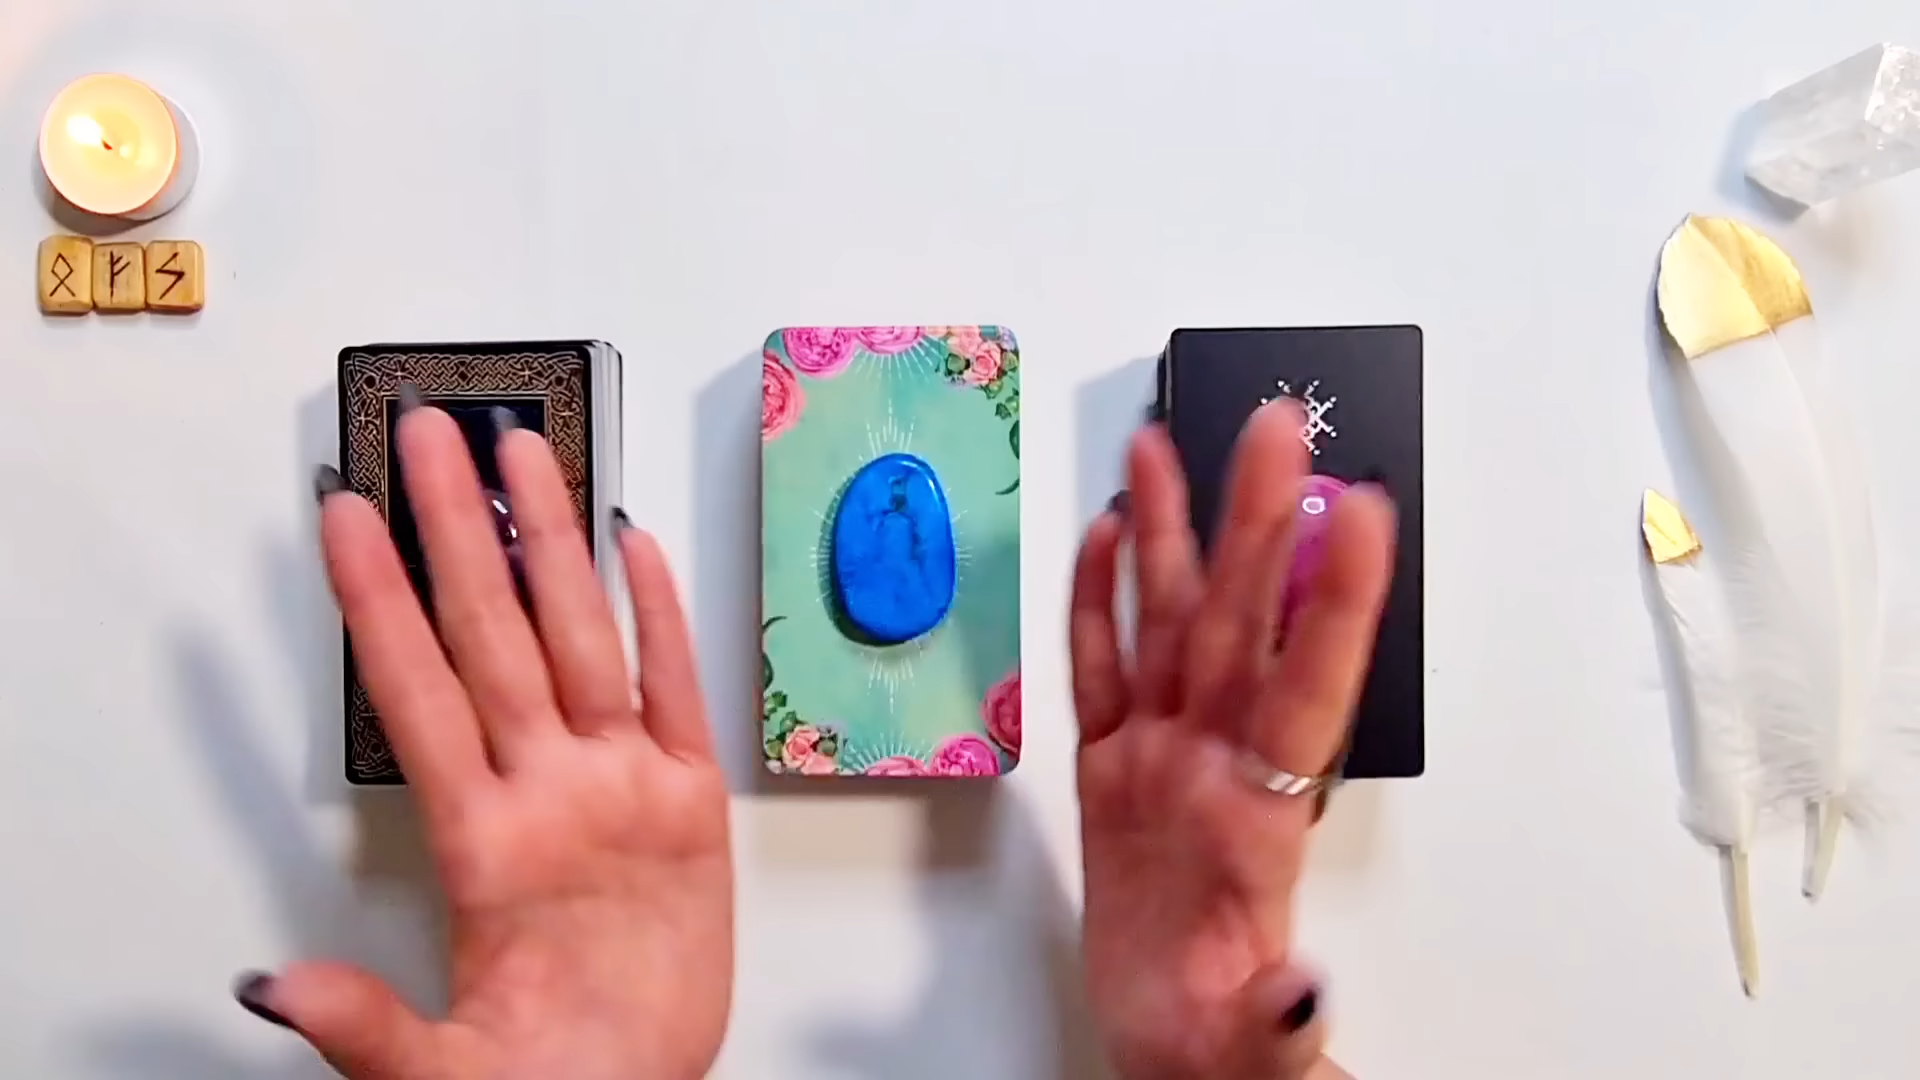 ᛟ ᚠ ᛋ